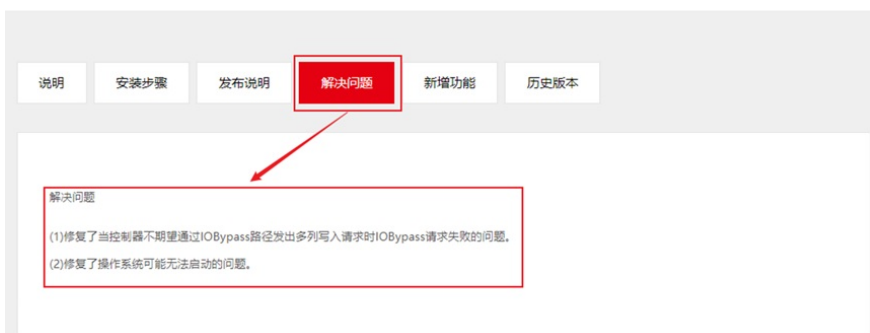 说明
安装步骤
发布说明
解决问题
新增功能
历史版本
解决问题
(1)修复了当控制器不期望通过IOBypass路径发出多列写入请求时IOBypass请求失败的问题。
(2)修复了操作系统可能无法启动的问题。